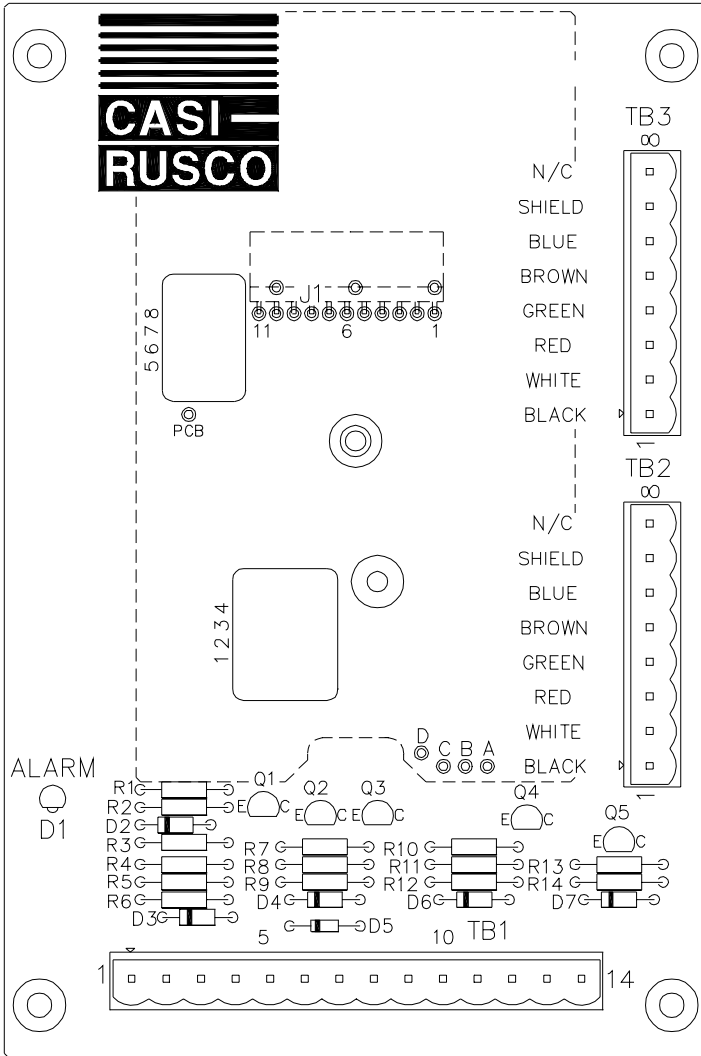 CASI
RUSCO
TB3
8
N/C
SHIELD
BLUE
BROWN
GREEN
RED
WHITE
BLACK
1
J1
11 6 1
5678
PCB
TB2
8
N/C
SHIELD
BLUE
BROWN
GREEN
RED
WHITE
BLACK
1
1234
D C B A
ALARM
D1
R1
R2
D2
R3
R4
R5
R6
D3
Q1
E C
Q2
E C
Q3
E C
Q4
E C
Q5
E C
R7
R8
R9
D4
D5
R10
R11
R12
D6
R13
R14
D7
5 10 TB1
1 14